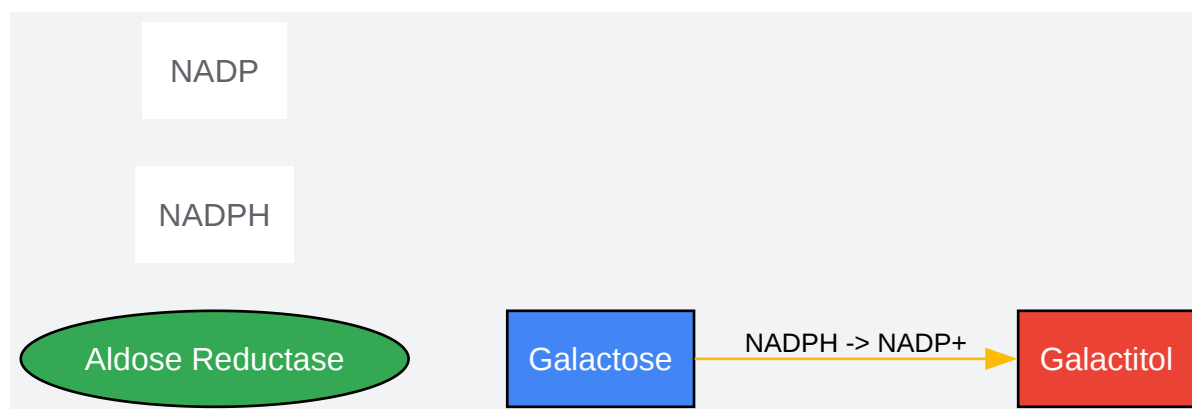 NADP
NADPH
Aldose Reductase
Galactose
NADPH -> NADP+
Galactitol